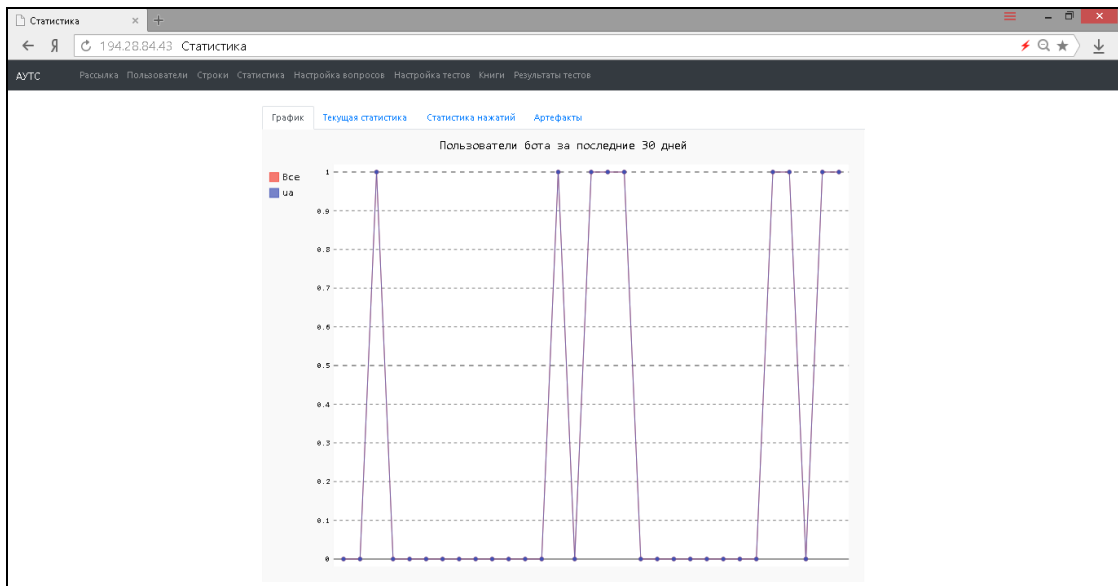 Статистика
194.28.84.43 Статистика
АУТС Рассылка Пользователи Строки Статистика Настройка вопросов Настройка тестов Книги Результаты тестов
График Текущая статистика Статистика нажатий Артефакты
Пользователи бота за последние 30 дней
Все
ua
1
0.9
0.8
0.7
0.6
0.5
0.4
0.3
0.2
0.1
0